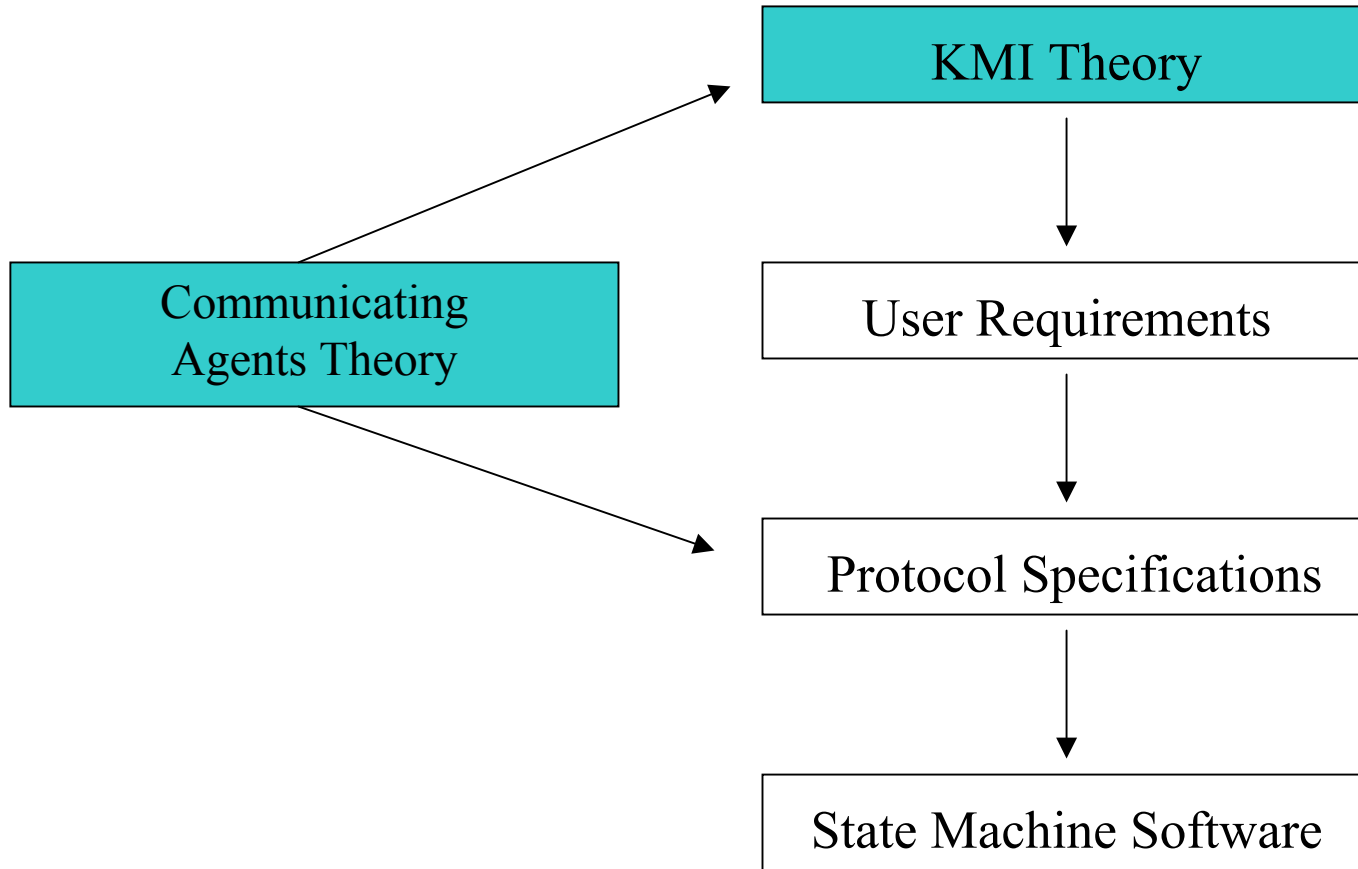 KMI Theory
Communicating
Agents Theory
User Requirements
Protocol Specifications
State Machine Software